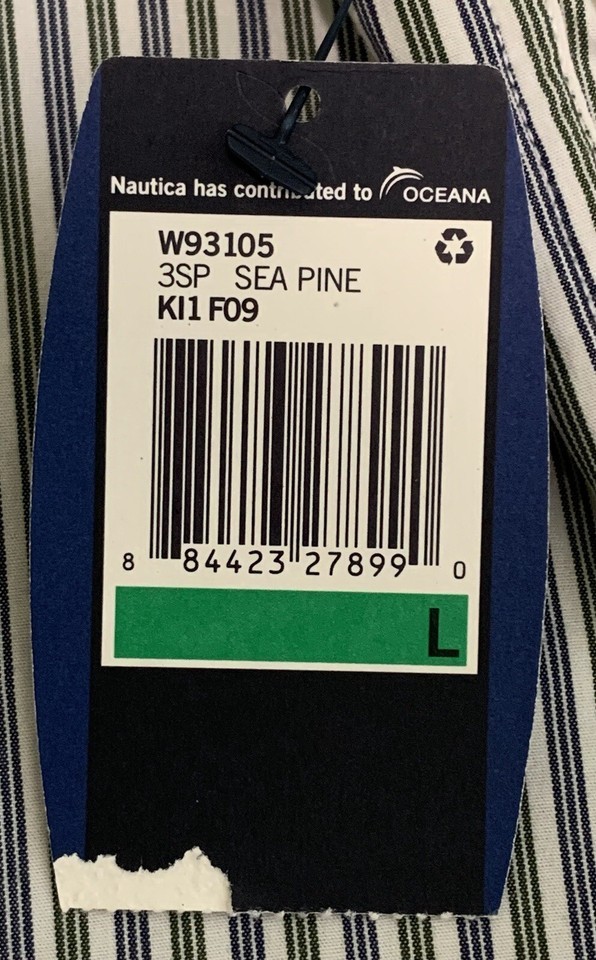 Nautica has contributed to OCEANA
W93105
3SP SEA PINE
KI1 F09
8 84423 27899 0
L